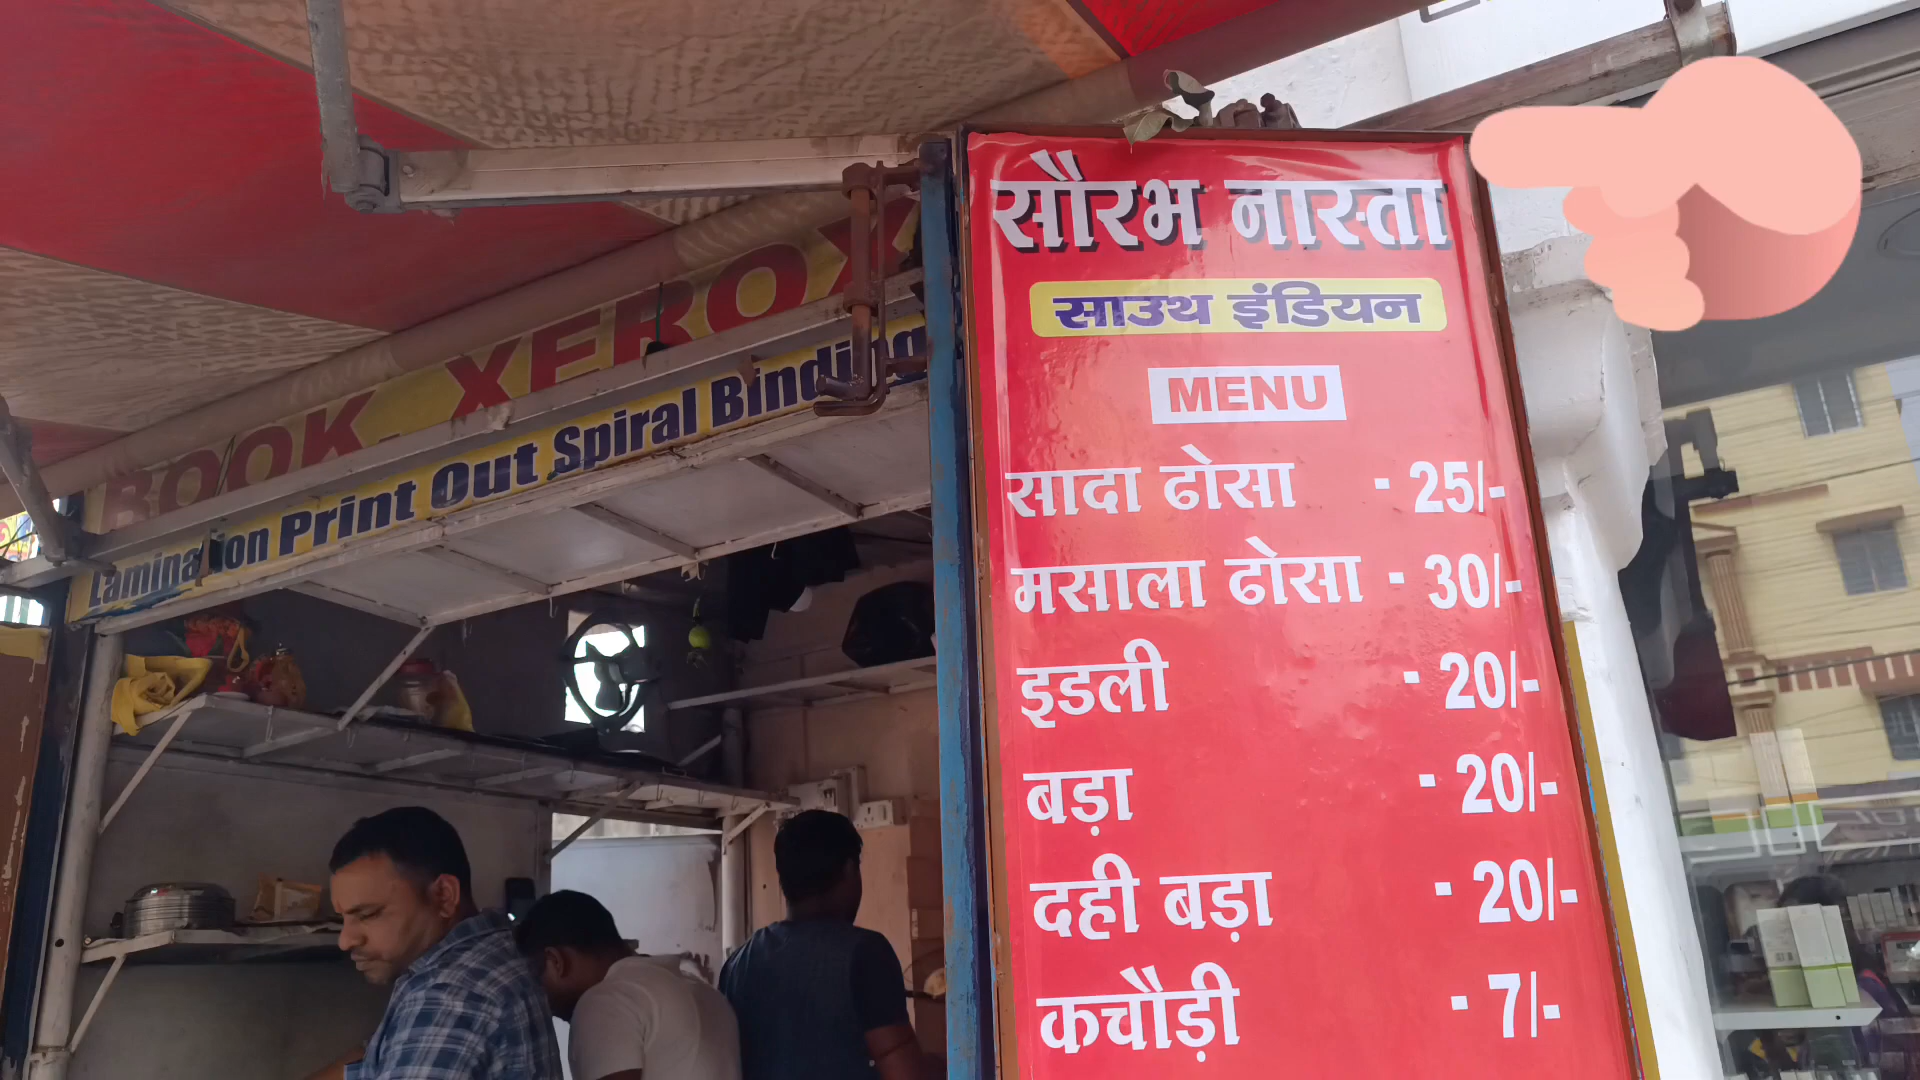 BOOK XEROX
Lamination Print Out Spiral Binding
सौरभ नास्ता
साउथ इंडियन
MENU
सादा ढोसा - 25/-
मसाला ढोसा - 30/-
इडली - 20/-
बड़ा - 20/-
दही बड़ा - 20/-
कचौड़ी - 7/-